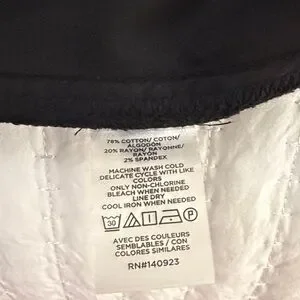 78% COTTON/ COTON/
ALGODON
20% RAYON/ RAYONNE/
RAYON
2% SPANDEX
MACHINE WASH COLD
DELICATE CYCLE WITH LIKE
COLORS
ONLY NON-CHLORINE
BLEACH WHEN NEEDED
LINE DRY
COOL IRON WHEN NEEDED
30
AVEC DES COULEURS
SEMBLABLES / CON
COLORES SIMILARES
RN#140923